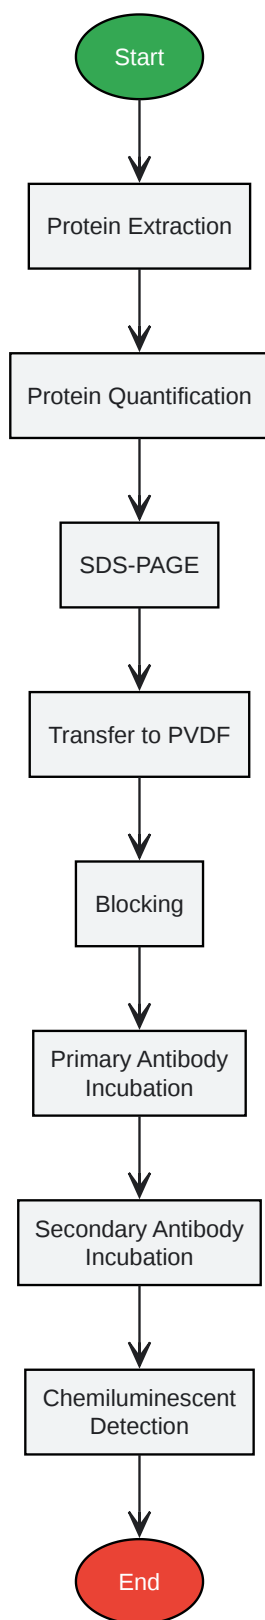 Start
Protein Extraction
Protein Quantification
SDS-PAGE
Transfer to PVDF
Blocking
Primary Antibody
Incubation
Secondary Antibody
Incubation
Chemiluminescent
Detection
End